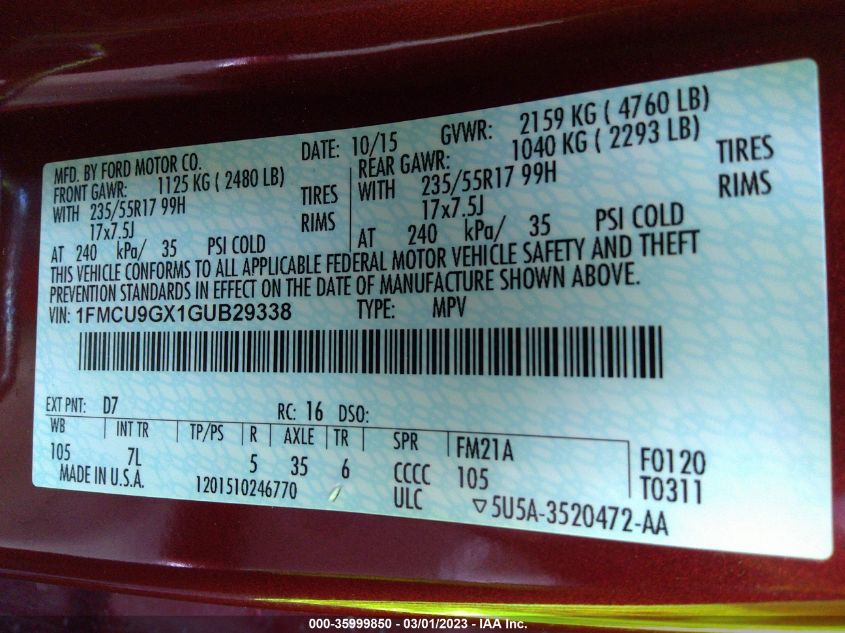 MFD. BY FORD MOTOR CO. DATE: 10/15 GVWR: 2159 KG ( 4760 LB)
FRONT GAWR: 1125 KG ( 2480 LB) REAR GAWR: 1040 KG ( 2293 LB)
WITH 235/55R17 99H TIRES WITH 235/55R17 99H TIRES
17x7.5J RIMS 17x7.5J RIMS
AT 240 kPa/ 35 PSI COLD AT 240 kPa/ 35 PSI COLD
THIS VEHICLE CONFORMS TO ALL APPLICABLE FEDERAL MOTOR VEHICLE SAFETY AND THEFT
PREVENTION STANDARDS IN EFFECT ON THE DATE OF MANUFACTURE SHOWN ABOVE.
VIN: 1FMCU9GX1GUB29338 TYPE: MPV
EXT PNT: D7 RC: 16 DSO:
WB INT TR TP/PS R AXLE TR SPR FM21A F0120
105 7L 5 35 6 CCCC 105 T0311
MADE IN U.S.A. 1201510246770 ULC ▽5U5A-3520472-AA
000-35999850 - 03/01/2023 - IAA Inc.